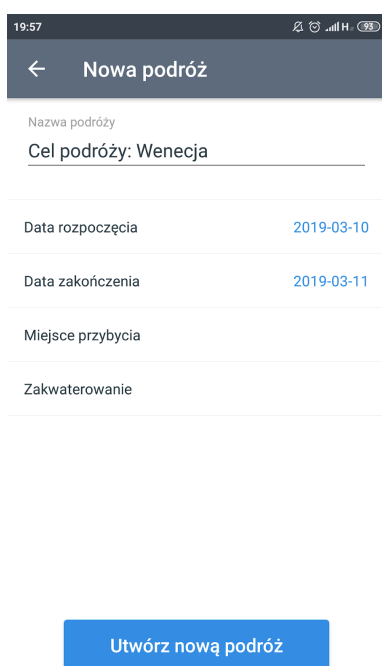 19:57 H 93
Nowa podróż
Nazwa podróży
Cel podróży: Wenecja
Data rozpoczęcia 2019-03-10
Data zakończenia 2019-03-11
Miejsce przybycia
Zakwaterowanie
Utwórz nową podróż